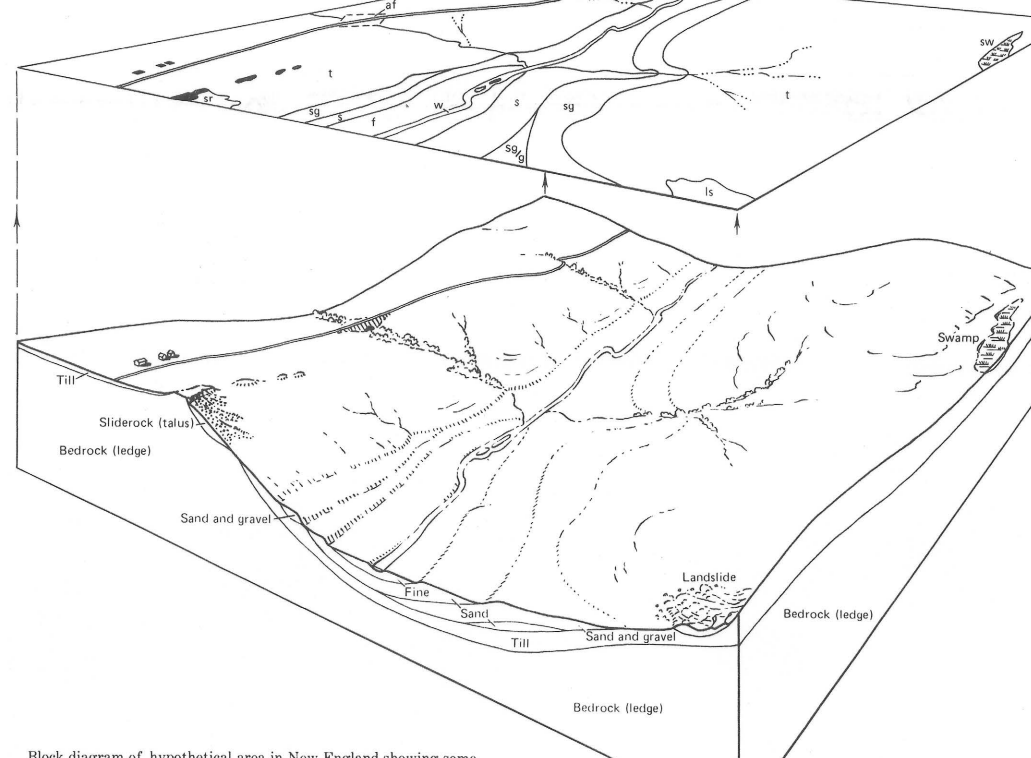 af
sw
t
t
sr
sg
s
f
w
s
sg
sg/g
ls
Swamp
Till
Sliderock (talus)
Bedrock (ledge)
Sand and gravel
Landslide
Fine
Sand
Bedrock (ledge)
Sand and gravel
Till
Bedrock (ledge)
Block diagram of hypothetical area in New England showing some